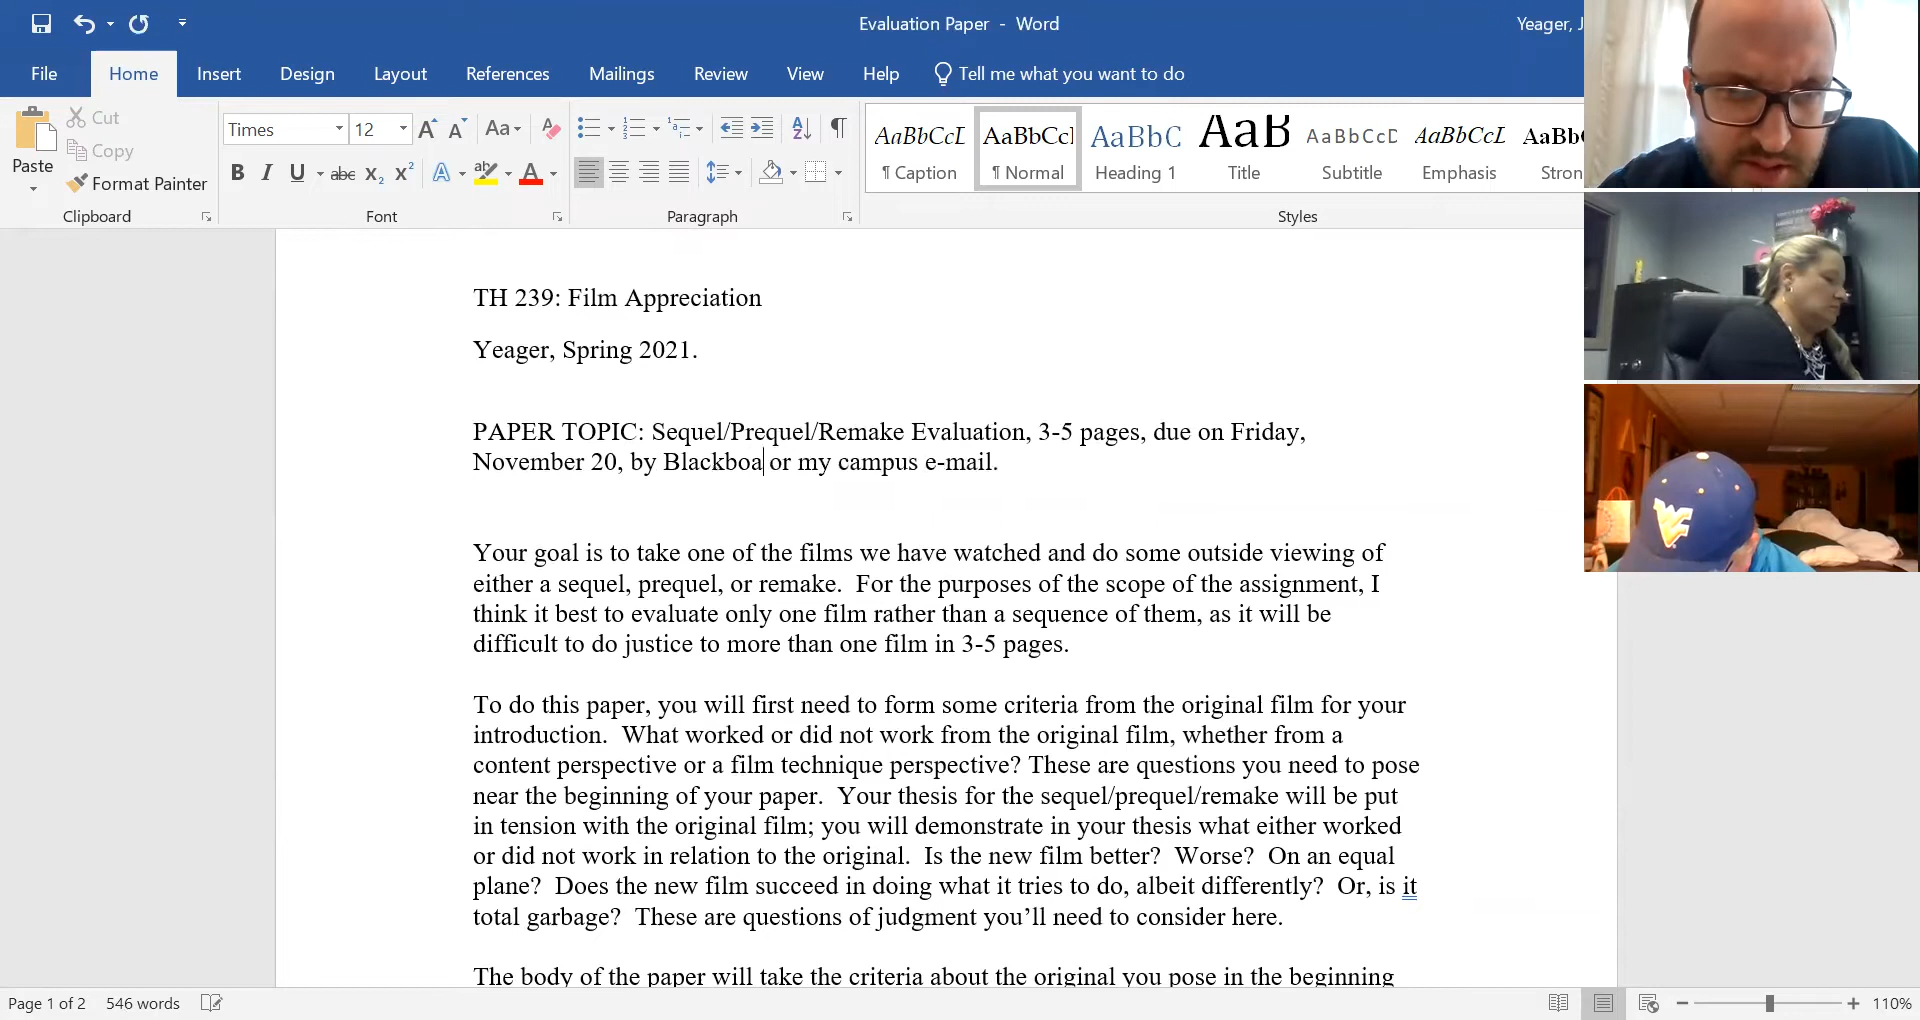 Evaluation Paper - Word
Yeager, J
File Home Insert Design Layout References Mailings Review View Help Tell me what you want to do
Paste
Cut
Copy
Format Painter
Clipboard
Times 12
Aa
B I U abc X₂ X² A ab A
Font
Paragraph
AaBbCcL AaBbCcI AaBbC AaB AaBbCcD AaBbCcL AaBb
¶ Caption ¶ Normal Heading 1 Title Subtitle Emphasis Stron
Styles
TH 239: Film Appreciation
Yeager, Spring 2021.
PAPER TOPIC: Sequel/Prequel/Remake Evaluation, 3-5 pages, due on Friday,
November 20, by Blackboa or my campus e-mail.
Your goal is to take one of the films we have watched and do some outside viewing of
either a sequel, prequel, or remake.  For the purposes of the scope of the assignment, I
think it best to evaluate only one film rather than a sequence of them, as it will be
difficult to do justice to more than one film in 3-5 pages.
To do this paper, you will first need to form some criteria from the original film for your
introduction.  What worked or did not work from the original film, whether from a
content perspective or a film technique perspective? These are questions you need to pose
near the beginning of your paper.  Your thesis for the sequel/prequel/remake will be put
in tension with the original film; you will demonstrate in your thesis what either worked
or did not work in relation to the original.  Is the new film better?  Worse?  On an equal
plane?  Does the new film succeed in doing what it tries to do, albeit differently?  Or, is it
total garbage?  These are questions of judgment you’ll need to consider here.
The body of the paper will take the criteria about the original you pose in the beginning
Page 1 of 2 546 words
110%
WV